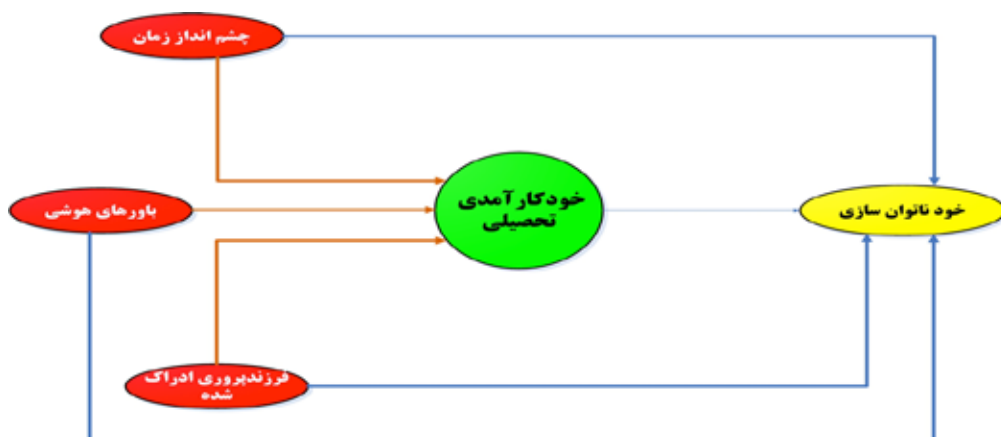 چشم انداز زمان
باورهای هوشی
خودکارآمدی
تحصیلی
خود ناتوان سازی
فرزندپروری ادراک
شده